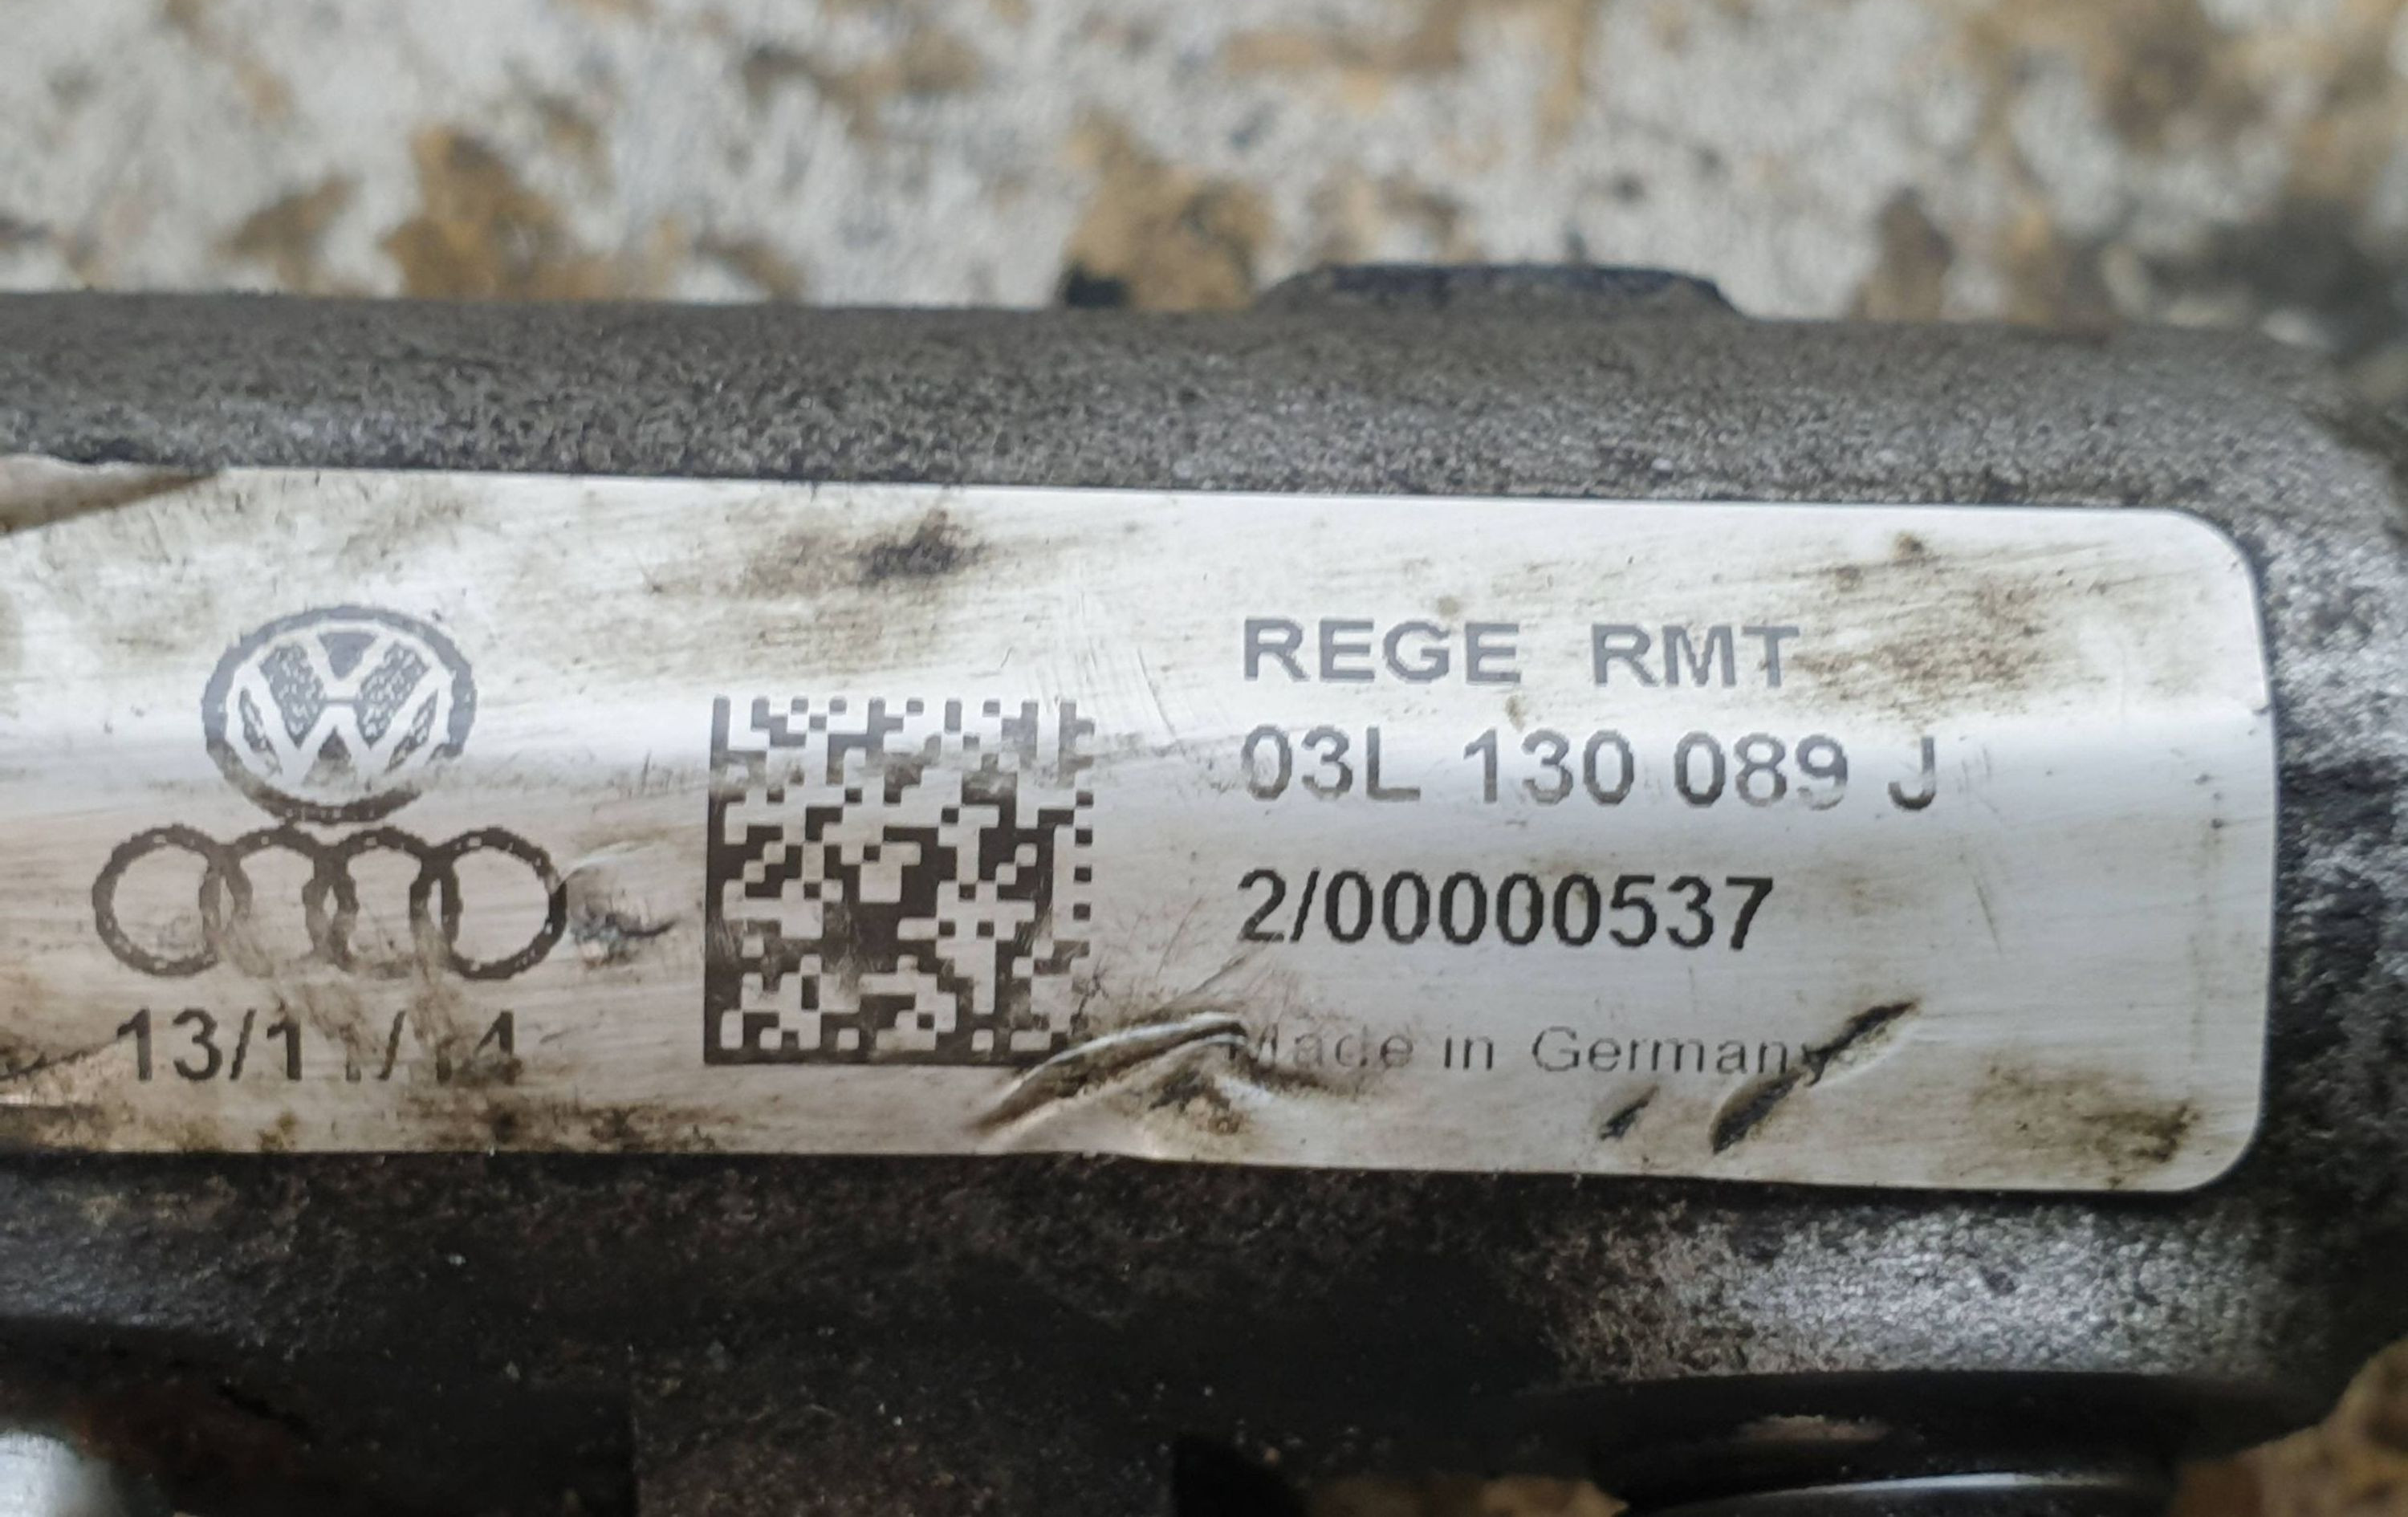 REGE RMT
03L 130 089 J
2/00000537
Made in Germany
13/11/14